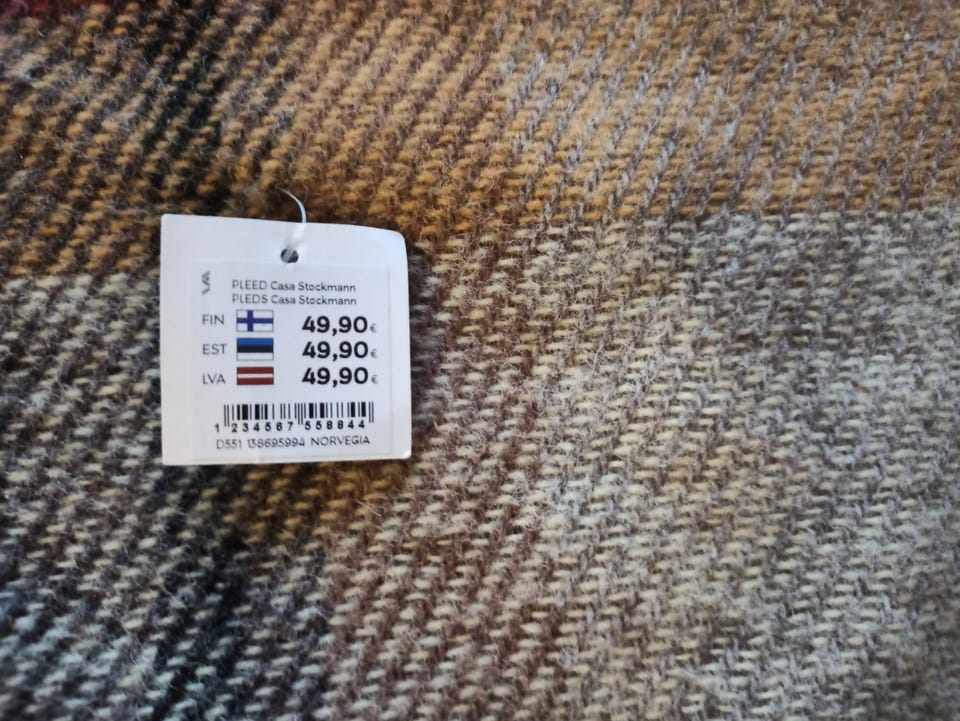 PLEED Casa Stockmann
PLEDS Casa Stockmann
FIN 49,90€
EST 49,90€
LVA 49,90€
1 234567 558844
D551 138695994 NORVEGIA